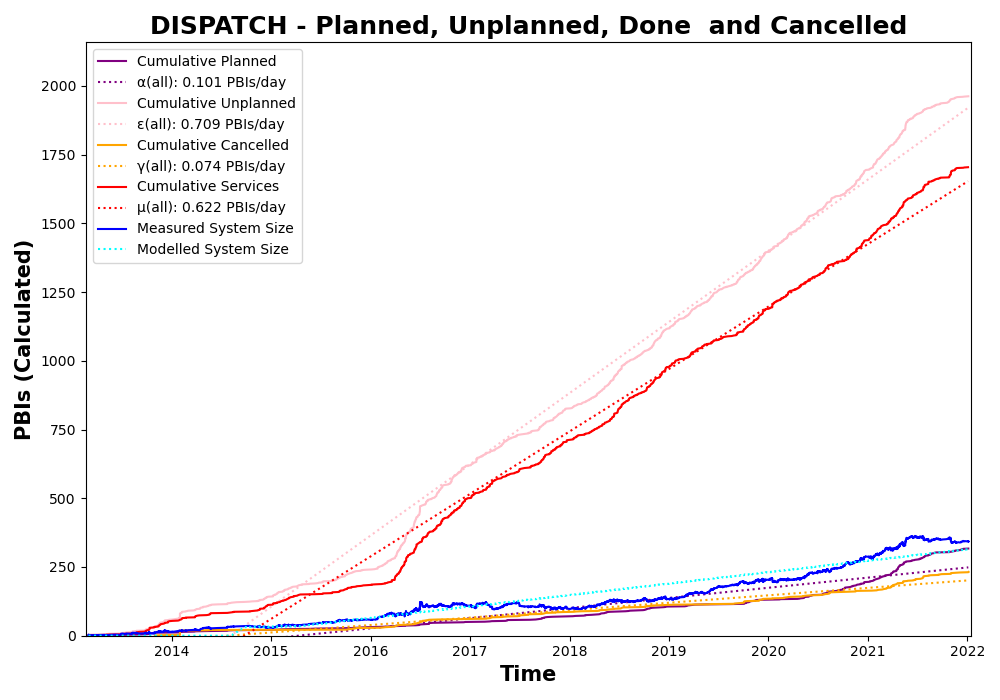 DISPATCH - Planned, Unplanned, Done  and Cancelled
Cumulative Planned
α(all): 0.101 PBIs/day
Cumulative Unplanned
ε(all): 0.709 PBIs/day
Cumulative Cancelled
γ(all): 0.074 PBIs/day
Cumulative Services
μ(all): 0.622 PBIs/day
Measured System Size
Modelled System Size
PBIs (Calculated)
2000
1750
1500
1250
1000
750
500
250
0
2014 2015 2016 2017 2018 2019 2020 2021 2022
Time